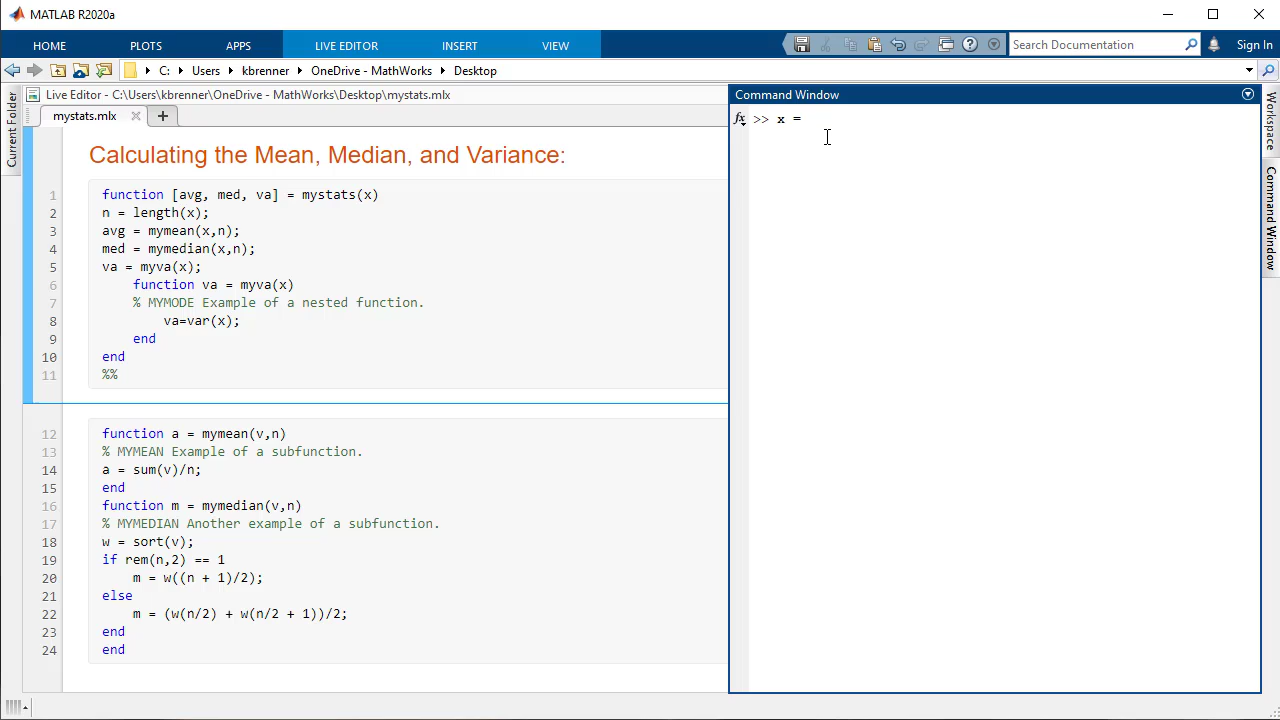 MATLAB R2020a
HOME PLOTS APPS LIVE EDITOR INSERT VIEW Search Documentation Sign In
C: Users kbrenner OneDrive - MathWorks Desktop
Current Folder
Live Editor - C:\Users\kbrenner\OneDrive - MathWorks\Desktop\mystats.mlx
mystats.mlx
Calculating the Mean, Median, and Variance:
1 function [avg, med, va] = mystats(x)
2 n = length(x);
3 avg = mymean(x,n);
4 med = mymedian(x,n);
5 va = myva(x);
6 function va = myva(x)
7 % MYMODE Example of a nested function.
8 va=var(x);
9 end
10 end
11 %%
12 function a = mymean(v,n)
13 % MYMEAN Example of a subfunction.
14 a = sum(v)/n;
15 end
16 function m = mymedian(v,n)
17 % MYMEDIAN Another example of a subfunction.
18 w = sort(v);
19 if rem(n,2) == 1
20 m = w((n + 1)/2);
21 else
22 m = (w(n/2) + w(n/2 + 1))/2;
23 end
24 end
Command Window
fx >> x =
Workspace
Command Window